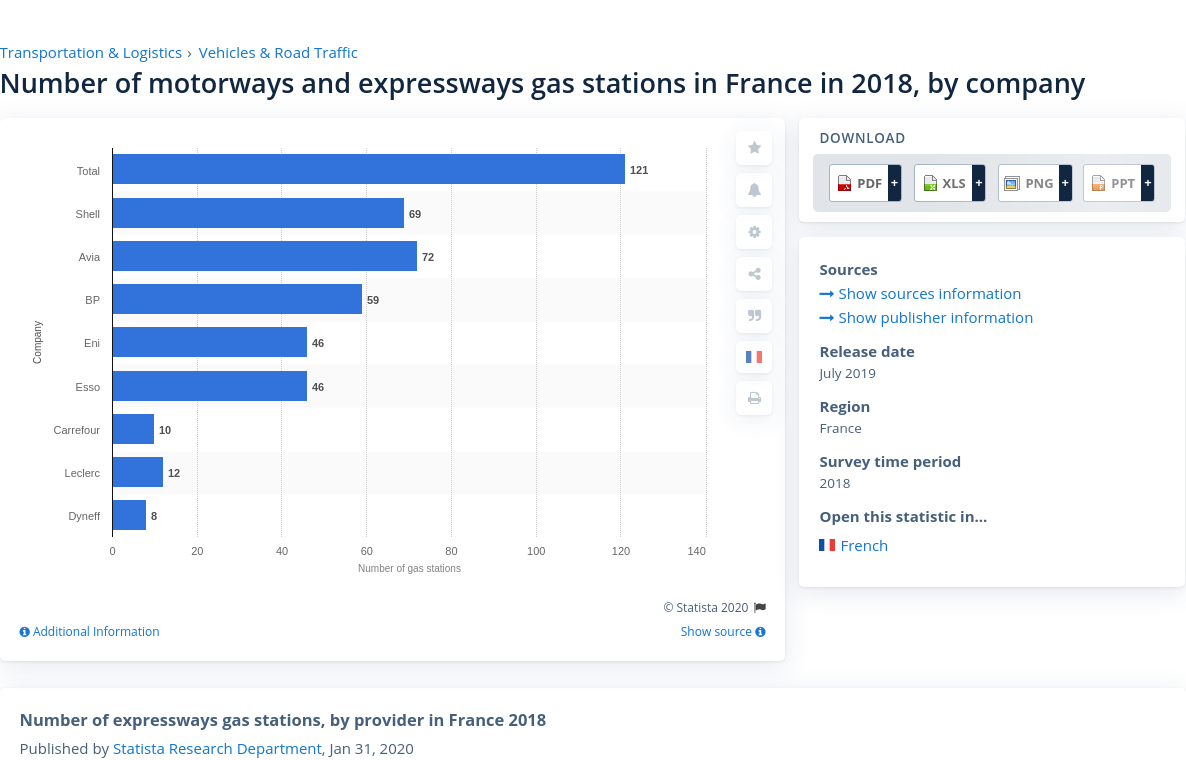 Transportation & Logistics › Vehicles & Road Traffic
Number of motorways and expressways gas stations in France in 2018, by company
Company
Total 121
Shell 69
Avia 72
BP 59
Eni 46
Esso 46
Carrefour 10
Leclerc 12
Dyneff 8
0 20 40 60 80 100 120 140
Number of gas stations
© Statista 2020
Additional Information
Show source
DOWNLOAD
PDF + XLS + PNG + PPT +
Sources
Show sources information
Show publisher information
Release date
July 2019
Region
France
Survey time period
2018
Open this statistic in...
French
Number of expressways gas stations, by provider in France 2018
Published by Statista Research Department, Jan 31, 2020